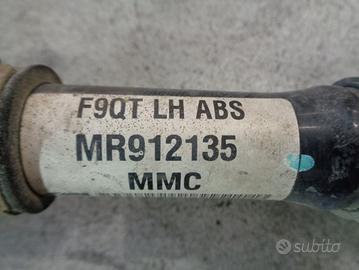 F9QT LH ABS
MR912135
MMC
subito